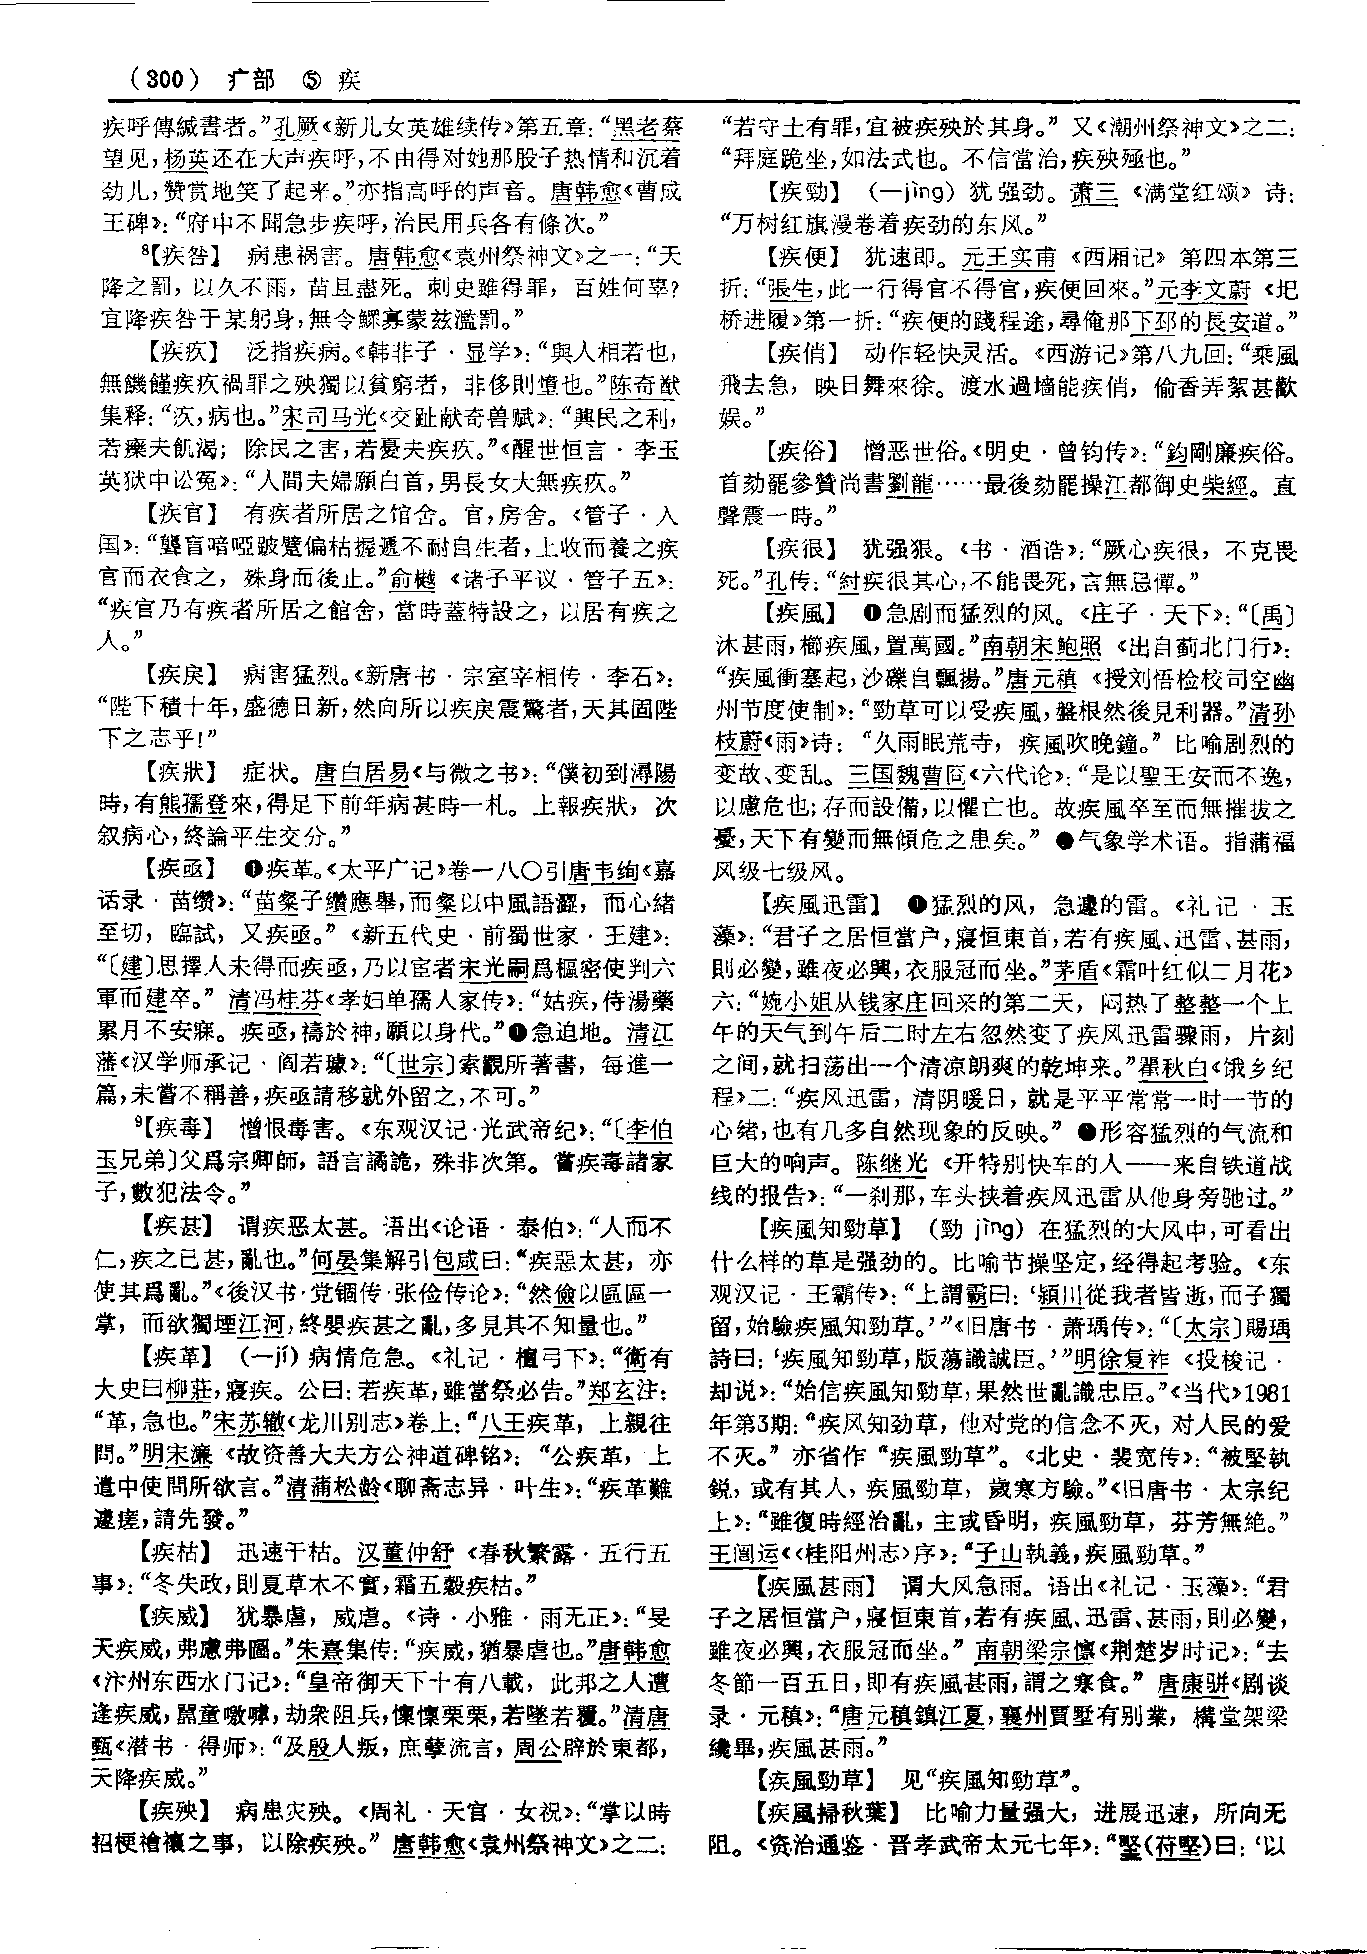 （300） 疒部 ⑤ 疾
疾呼傳緘書者。”孔厥《新儿女英雄续传》第五章：“黑老蔡
望见，杨英还在大声疾呼，不由得对她那股子热情和沉着
劲儿，赞赏地笑了起来。”亦指高呼的声音。唐韩愈《曹成
王碑》：“府中不聞急步疾呼，治民用兵各有條次。”
⁸【疾咎】 病患祸害。唐韩愈《袁州祭神文》之一：“天
降之罰，以久不雨，苗且盡死。刺史雖得罪，百姓何辜？
宜降疾咎于某躬身，無令鰥寡蒙兹濫罰。”
【疾疚】 泛指疾病。《韩非子·显学》：“與人相若也，
無饑饉疾疚禍罪之殃獨以貧窮者，非侈則墮也。”陈奇猷
集释：“疚，病也。”宋司马光《交趾献奇兽赋》：“興民之利，
若療夫飢渴；除民之害，若憂夫疾疚。”《醒世恒言·李玉
英狱中讼冤》：“人間夫婦願白首，男長女大無疾疚。”
【疾官】 有疾者所居之馆舍。官，房舍。《管子·入
国》：“聾盲喑啞跛躄偏枯握遞不耐自生者，上收而養之疾
官而衣食之，殊身而後止。”俞樾《诸子平议·管子五》：
“疾官乃有疾者所居之館舍，當時蓋特設之，以居有疾之
人。”
【疾戾】 病害猛烈。《新唐书·宗室宰相传·李石》：
“陛下積十年，盛德日新，然向所以疾戾震驚者，天其固陛
下之志乎！”
【疾狀】 症状。唐白居易《与微之书》：“僕初到潯陽
時，有熊孺登來，得足下前年病甚時一札。上報疾狀，次
叙病心，終論平生交分。”
【疾亟】 ❶疾革。《太平广记》卷一八〇引唐韦绚《嘉
话录·苗缵》：“苗粲子纘應舉，而粲以中風語澀，而心緒
至切，臨試，又疾亟。”《新五代史·前蜀世家·王建》：
“〔建〕思擇人未得而疾亟，乃以宦者宋光嗣爲樞密使判六
軍而建卒。”清冯桂芬《孝妇单孺人家传》：“姑疾，侍湯藥
累月不安寐。疾亟，禱於神，願以身代。”❷急迫地。清江
藩《汉学师承记·阎若璩》：“〔世宗〕索觀所著書，每進一
篇，未嘗不稱善，疾亟請移就外留之，不可。”
⁹【疾毒】 憎恨毒害。《东观汉记·光武帝纪》：“〔李伯
玉兄弟〕父爲宗卿師，語言譎詭，殊非次第。嘗疾毒諸家
子，數犯法令。”
【疾甚】 谓疾恶太甚。语出《论语·泰伯》：“人而不
仁，疾之已甚，亂也。”何晏集解引包咸曰：“疾惡太甚，亦
使其爲亂。”《後汉书·党锢传·张俭传论》：“然儉以區區一
掌，而欲獨堙江河，終嬰疾甚之亂，多見其不知量也。”
【疾革】 （—jí）病情危急。《礼记·檀弓下》：“衛有
大史曰柳莊，寢疾。公曰：若疾革，雖當祭必告。”郑玄注：
“革，急也。”宋苏辙《龙川别志》卷上：“八王疾革，上親往
問。”明宋濂《故资善大夫方公神道碑铭》：“公疾革，上
遣中使問所欲言。”清蒲松龄《聊斋志异·叶生》：“疾革難
遽瘥，請先發。”
【疾枯】 迅速干枯。汉董仲舒《春秋繁露·五行五
事》：“冬失政，則夏草木不實，霜五穀疾枯。”
【疾威】 犹暴虐，威虐。《诗·小雅·雨无正》：“旻
天疾威，弗慮弗圖。”朱熹集传：“疾威，猶暴虐也。”唐韩愈
《汴州东西水门记》：“皇帝御天下十有八載，此邦之人遭
逢疾威，嚚童噭嘑，劫衆阻兵，懍懍栗栗，若墜若覆。”清唐
甄《潜书·得师》：“及殷人叛，庶孽流言，周公辟於東都，
天降疾威。”
【疾殃】 病患灾殃。《周礼·天官·女祝》：“掌以時
招梗禬禳之事，以除疾殃。”唐韩愈《袁州祭神文》之二：
“若守土有罪，宜被疾殃於其身。”又《潮州祭神文》之二：
“拜庭跪坐，如法式也。不信當治，疾殃殛也。”
【疾勁】 （—jìng）犹强劲。萧三《满堂红颂》诗：
“万树红旗漫卷着疾劲的东风。”
【疾便】 犹速即。元王实甫《西厢记》第四本第三
折：“張生，此一行得官不得官，疾便回來。”元李文蔚《圯
桥进履》第一折：“疾便的踐程途，尋俺那下邳的長安道。”
【疾俏】 动作轻快灵活。《西游记》第八九回：“乘風
飛去急，映日舞來徐。渡水過墻能疾俏，偷香弄絮甚歡
娱。”
【疾俗】 憎恶世俗。《明史·曾钧传》：“鈞剛廉疾俗。
首劾罷參贊尚書劉龍……最後劾罷操江都御史柴經。直
聲震一時。”
【疾很】 犹强狠。《书·酒诰》：“厥心疾很，不克畏
死。”孔传：“紂疾很其心，不能畏死，言無忌憚。”
【疾風】 ❶急剧而猛烈的风。《庄子·天下》：“〔禹〕
沐甚雨，櫛疾風，置萬國。”南朝宋鲍照《出自蓟北门行》：
“疾風衝塞起，沙礫自飄揚。”唐元稹《授刘悟检校司空幽
州节度使制》：“勁草可以受疾風，盤根然後見利器。”清孙
枝蔚《雨》诗：“久雨眠荒寺，疾風吹晚鐘。”比喻剧烈的
变故、变乱。三国魏曹冏《六代论》：“是以聖王安而不逸，
以慮危也；存而設備，以懼亡也。故疾風卒至而無摧拔之
憂，天下有變而無傾危之患矣。”❷气象学术语。指蒲福
风级七级风。
【疾風迅雷】 ❶猛烈的风，急遽的雷。《礼记·玉
藻》：“君子之居恒當户，寢恒東首，若有疾風、迅雷、甚雨，
則必變，雖夜必興，衣服冠而坐。”茅盾《霜叶红似二月花》
六：“婉小姐从钱家庄回来的第二天，闷热了整整一个上
午的天气到午后二时左右忽然变了疾风迅雷骤雨，片刻
之间，就扫荡出一个清凉朗爽的乾坤来。”瞿秋白《饿乡纪
程》二：“疾风迅雷，清阴暖日，就是平平常常一时一节的
心绪，也有几多自然现象的反映。”❷形容猛烈的气流和
巨大的响声。陈继光《开特别快车的人——来自铁道战
线的报告》：“一刹那，车头挟着疾风迅雷从他身旁驰过。”
【疾風知勁草】 （勁 jìng）在猛烈的大风中，可看出
什么样的草是强劲的。比喻节操坚定，经得起考验。《东
观汉记·王霸传》：“上謂霸曰：‘潁川從我者皆逝，而子獨
留，始驗疾風知勁草。’”《旧唐书·萧瑀传》：“〔太宗〕賜瑀
詩曰：‘疾風知勁草，版蕩識誠臣。’”明徐复祚《投梭记·
却说》：“始信疾風知勁草，果然世亂識忠臣。”《当代》1981
年第3期：“疾风知劲草，他对党的信念不灭，对人民的爱
不灭。”亦省作“疾風勁草”。《北史·裴宽传》：“被堅執
鋭，或有其人，疾風勁草，歲寒方驗。”《旧唐书·太宗纪
上》：“雖復時經治亂，主或昏明，疾風勁草，芬芳無絶。”
王闿运《〈桂阳州志〉序》：“子山執義，疾風勁草。”
【疾風甚雨】 谓大风急雨。语出《礼记·玉藻》：“君
子之居恒當户，寢恒東首，若有疾風、迅雷、甚雨，則必變，
雖夜必興，衣服冠而坐。”南朝梁宗懔《荆楚岁时记》：“去
冬節一百五日，即有疾風甚雨，謂之寒食。”唐康骈《剧谈
录·元稹》：“唐元稹鎮江夏，襄州賈墅有别業，構堂架梁
纔畢，疾風甚雨。”
【疾風勁草】 见“疾風知勁草”。
【疾風掃秋葉】 比喻力量强大，进展迅速，所向无
阻。《资治通鉴·晋孝武帝太元七年》：“堅（苻堅）曰：‘以